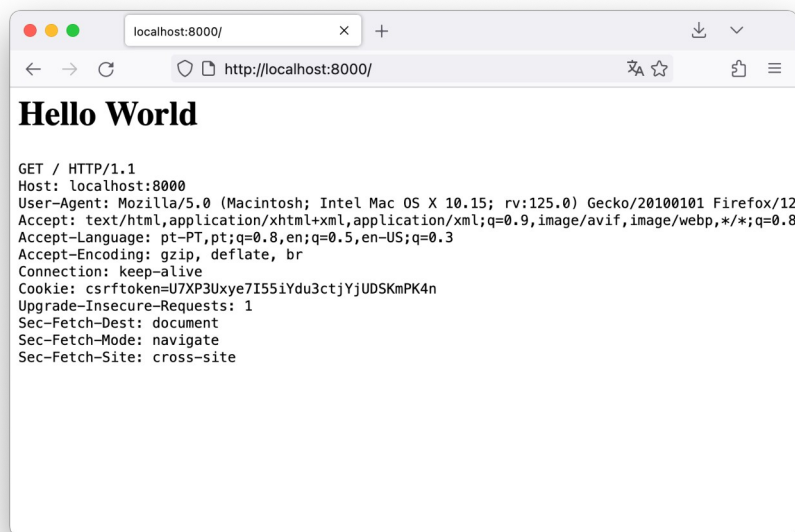 localhost:8000/
http://localhost:8000/
Hello World
GET / HTTP/1.1
Host: localhost:8000
User-Agent: Mozilla/5.0 (Macintosh; Intel Mac OS X 10.15; rv:125.0) Gecko/20100101 Firefox/12
Accept: text/html,application/xhtml+xml,application/xml;q=0.9,image/avif,image/webp,*/*;q=0.8
Accept-Language: pt-PT,pt;q=0.8,en;q=0.5,en-US;q=0.3
Accept-Encoding: gzip, deflate, br
Connection: keep-alive
Cookie: csrftoken=U7XP3Uxye7I55iYdu3ctjYjUDSKmPK4n
Upgrade-Insecure-Requests: 1
Sec-Fetch-Dest: document
Sec-Fetch-Mode: navigate
Sec-Fetch-Site: cross-site